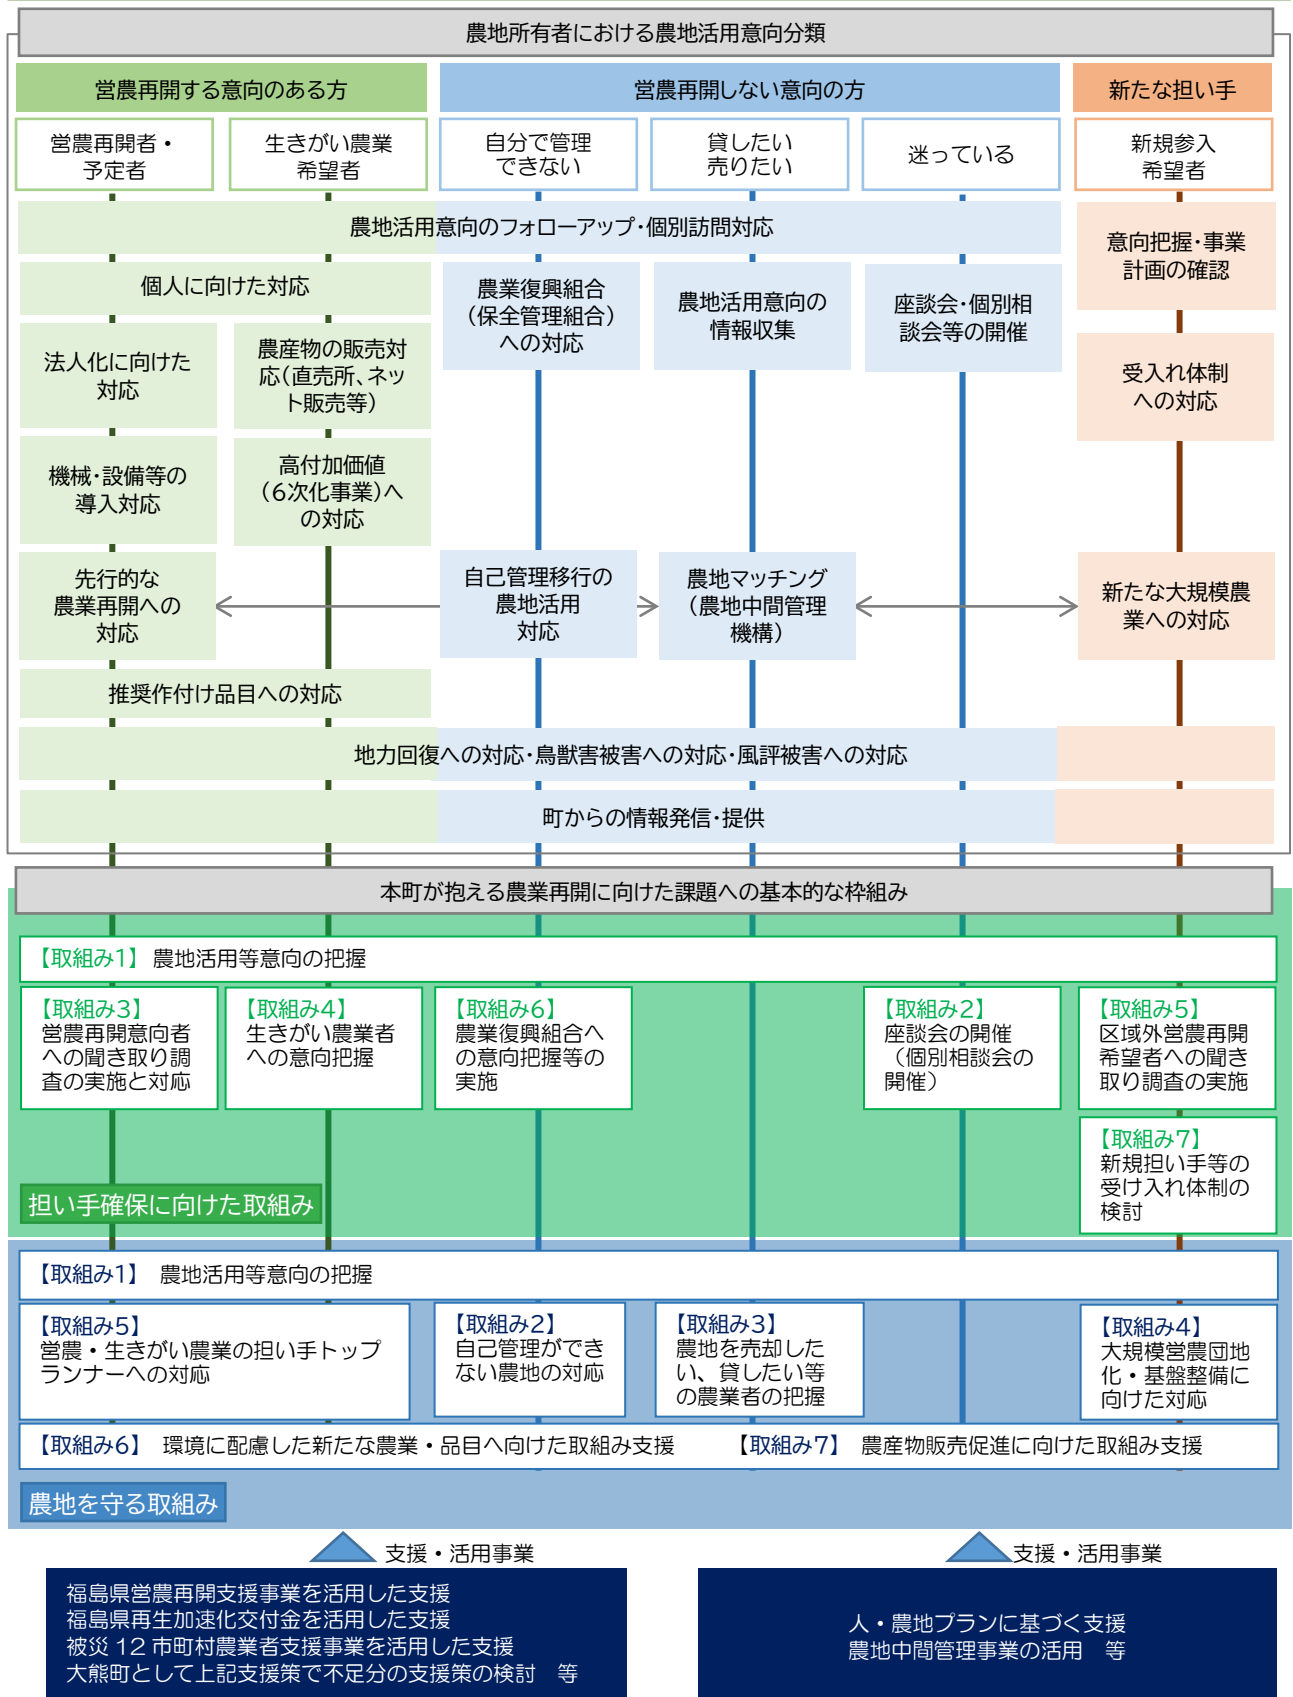 農地所有者における農地活用意向分類
営農再開する意向のある方
営農再開しない意向の方
新たな担い手
営農再開者・
予定者
生きがい農業
希望者
自分で管理
できない
貸したい
売りたい
迷っている
新規参入
希望者
農地活用意向のフォローアップ・個別訪問対応
意向把握・事業
計画の確認
個人に向けた対応
農業復興組合
（保全管理組合）
への対応
農地活用意向の
情報収集
座談会・個別相
談会等の開催
法人化に向けた
対応
農産物の販売対
応（直売所、ネッ
ト販売等）
受入れ体制
への対応
機械・設備等の
導入対応
高付加価値
（6次化事業）へ
の対応
先行的な
農業再開への
対応
自己管理移行の
農地活用
対応
農地マッチング
（農地中間管理
機構）
新たな大規模農
業への対応
推奨作付け品目への対応
地力回復への対応・鳥獣害被害への対応・風評被害への対応
町からの情報発信・提供
本町が抱える農業再開に向けた課題への基本的な枠組み
【取組み1】 農地活用等意向の把握
【取組み3】
営農再開意向者
への聞き取り調
査の実施と対応
【取組み4】
生きがい農業者
への意向把握
【取組み6】
農業復興組合へ
の意向把握等の
実施
【取組み2】
座談会の開催
（個別相談会の
開催）
【取組み5】
区域外営農再開
希望者への聞き
取り調査の実施
【取組み7】
新規担い手等の
受け入れ体制の
検討
担い手確保に向けた取組み
【取組み1】 農地活用等意向の把握
【取組み5】
営農・生きがい農業の担い手トップ
ランナーへの対応
【取組み2】
自己管理ができ
ない農地の対応
【取組み3】
農地を売却した
い、貸したい等
の農業者の把握
【取組み4】
大規模営農団地
化・基盤整備に
向けた対応
【取組み6】 環境に配慮した新たな農業・品目へ向けた取組み支援 【取組み7】 農産物販売促進に向けた取組み支援
農地を守る取組み
支援・活用事業
支援・活用事業
福島県営農再開支援事業を活用した支援
福島県再生加速化交付金を活用した支援
被災 12 市町村農業者支援事業を活用した支援
大熊町として上記支援策で不足分の支援策の検討 等
人・農地プランに基づく支援
農地中間管理事業の活用 等